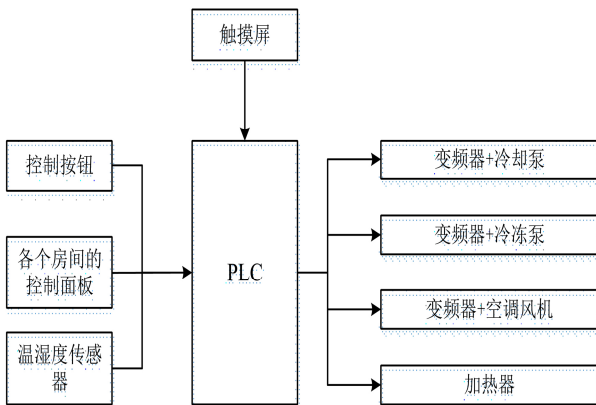 触摸屏
控制按钮
各个房间的
控制面板
温湿度传感
器
PLC
变频器+冷却泵
变频器+冷冻泵
变频器+空调风机
加热器